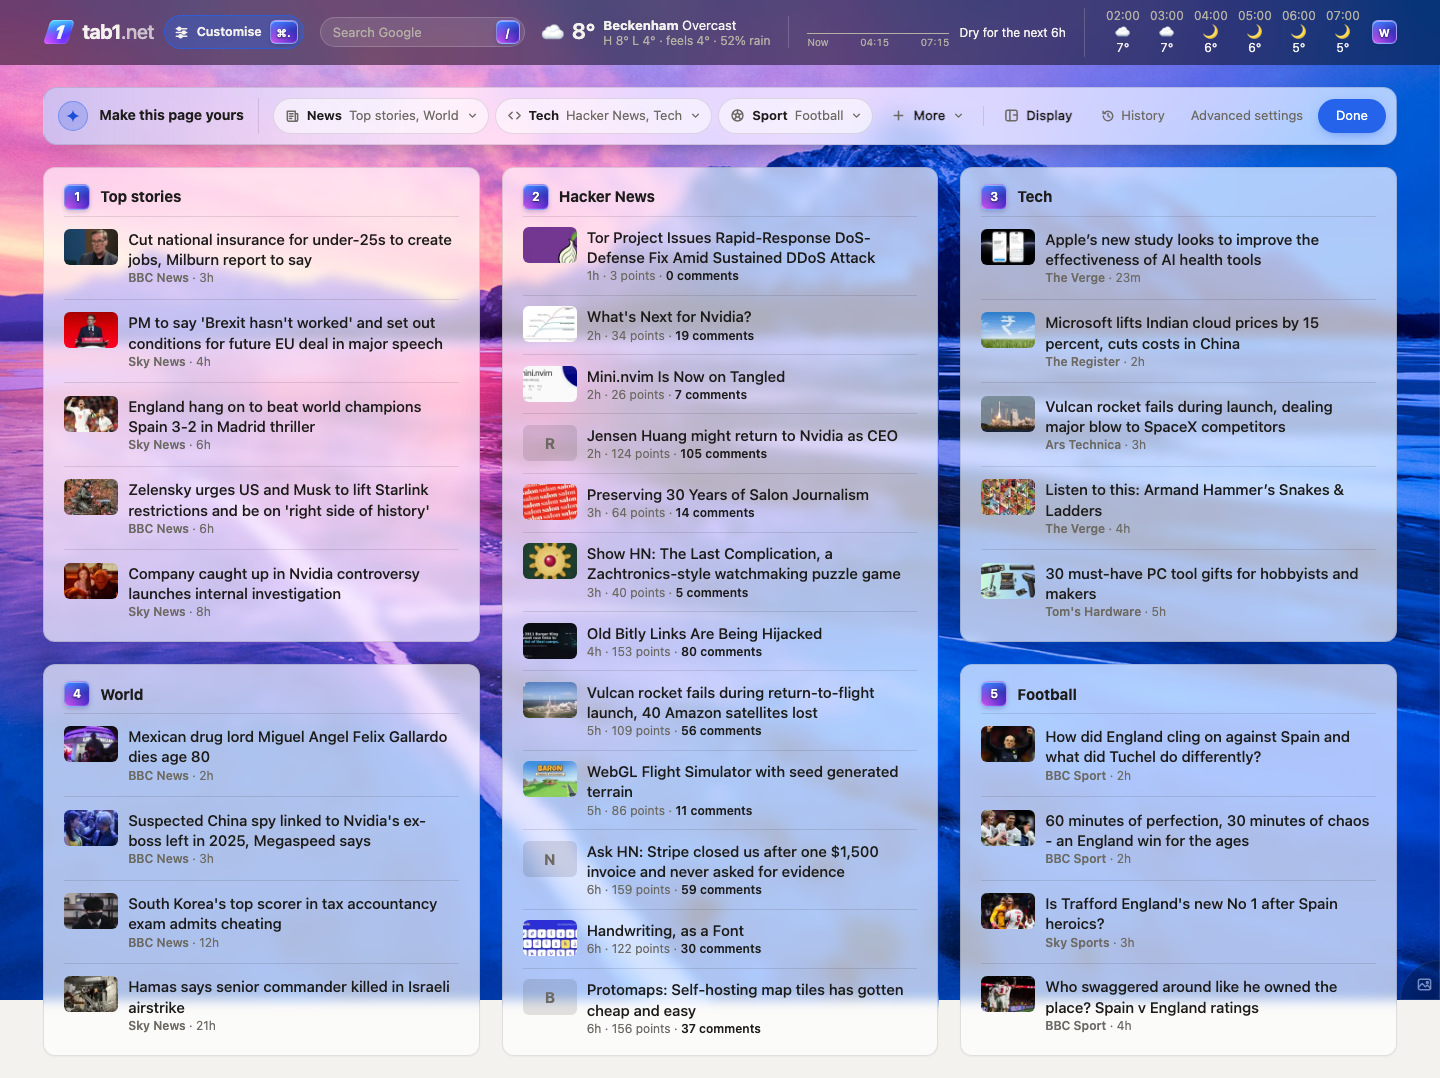 1 tab1.net
Customise ⌘.
Search Google /
8° Beckenham Overcast
H 8° L 4° · feels 4° · 52% rain
Now 04:15 07:15
Dry for the next 6h
02:00 03:00 04:00 05:00 06:00 07:00
7° 7° 6° 6° 5° 5°
W
Make this page yours
News Top stories, World
Tech Hacker News, Tech
Sport Football
More
Display
History
Advanced settings
Done
1 Top stories
Cut national insurance for under-25s to create
jobs, Milburn report to say
BBC News · 3h
PM to say 'Brexit hasn't worked' and set out
conditions for future EU deal in major speech
Sky News · 4h
England hang on to beat world champions
Spain 3-2 in Madrid thriller
Sky News · 6h
Zelensky urges US and Musk to lift Starlink
restrictions and be on 'right side of history'
BBC News · 6h
Company caught up in Nvidia controversy
launches internal investigation
Sky News · 8h
2 Hacker News
Tor Project Issues Rapid-Response DoS-
Defense Fix Amid Sustained DDoS Attack
1h · 3 points · 0 comments
What's Next for Nvidia?
2h · 34 points · 19 comments
Mini.nvim Is Now on Tangled
2h · 26 points · 7 comments
R
Jensen Huang might return to Nvidia as CEO
2h · 124 points · 105 comments
Preserving 30 Years of Salon Journalism
3h · 64 points · 14 comments
Show HN: The Last Complication, a
Zachtronics-style watchmaking puzzle game
3h · 40 points · 5 comments
Old Bitly Links Are Being Hijacked
4h · 153 points · 80 comments
Vulcan rocket fails during return-to-flight
launch, 40 Amazon satellites lost
5h · 109 points · 56 comments
BARON
WebGL Flight Simulator with seed generated
terrain
5h · 86 points · 11 comments
N
Ask HN: Stripe closed us after one $1,500
invoice and never asked for evidence
6h · 159 points · 59 comments
Handwriting, as a Font
6h · 122 points · 30 comments
B
Protomaps: Self-hosting map tiles has gotten
cheap and easy
6h · 156 points · 37 comments
3 Tech
Apple’s new study looks to improve the
effectiveness of AI health tools
The Verge · 23m
Microsoft lifts Indian cloud prices by 15
percent, cuts costs in China
The Register · 2h
Vulcan rocket fails during launch, dealing
major blow to SpaceX competitors
Ars Technica · 3h
Listen to this: Armand Hammer’s Snakes &
Ladders
The Verge · 4h
30 must-have PC tool gifts for hobbyists and
makers
Tom's Hardware · 5h
4 World
Mexican drug lord Miguel Angel Felix Gallardo
dies age 80
BBC News · 2h
Suspected China spy linked to Nvidia's ex-
boss left in 2025, Megaspeed says
BBC News · 3h
South Korea's top scorer in tax accountancy
exam admits cheating
BBC News · 12h
Hamas says senior commander killed in Israeli
airstrike
Sky News · 21h
5 Football
How did England cling on against Spain and
what did Tuchel do differently?
BBC Sport · 2h
60 minutes of perfection, 30 minutes of chaos
- an England win for the ages
BBC Sport · 2h
Is Trafford England's new No 1 after Spain
heroics?
Sky Sports · 3h
Who swaggered around like he owned the
place? Spain v England ratings
BBC Sport · 4h